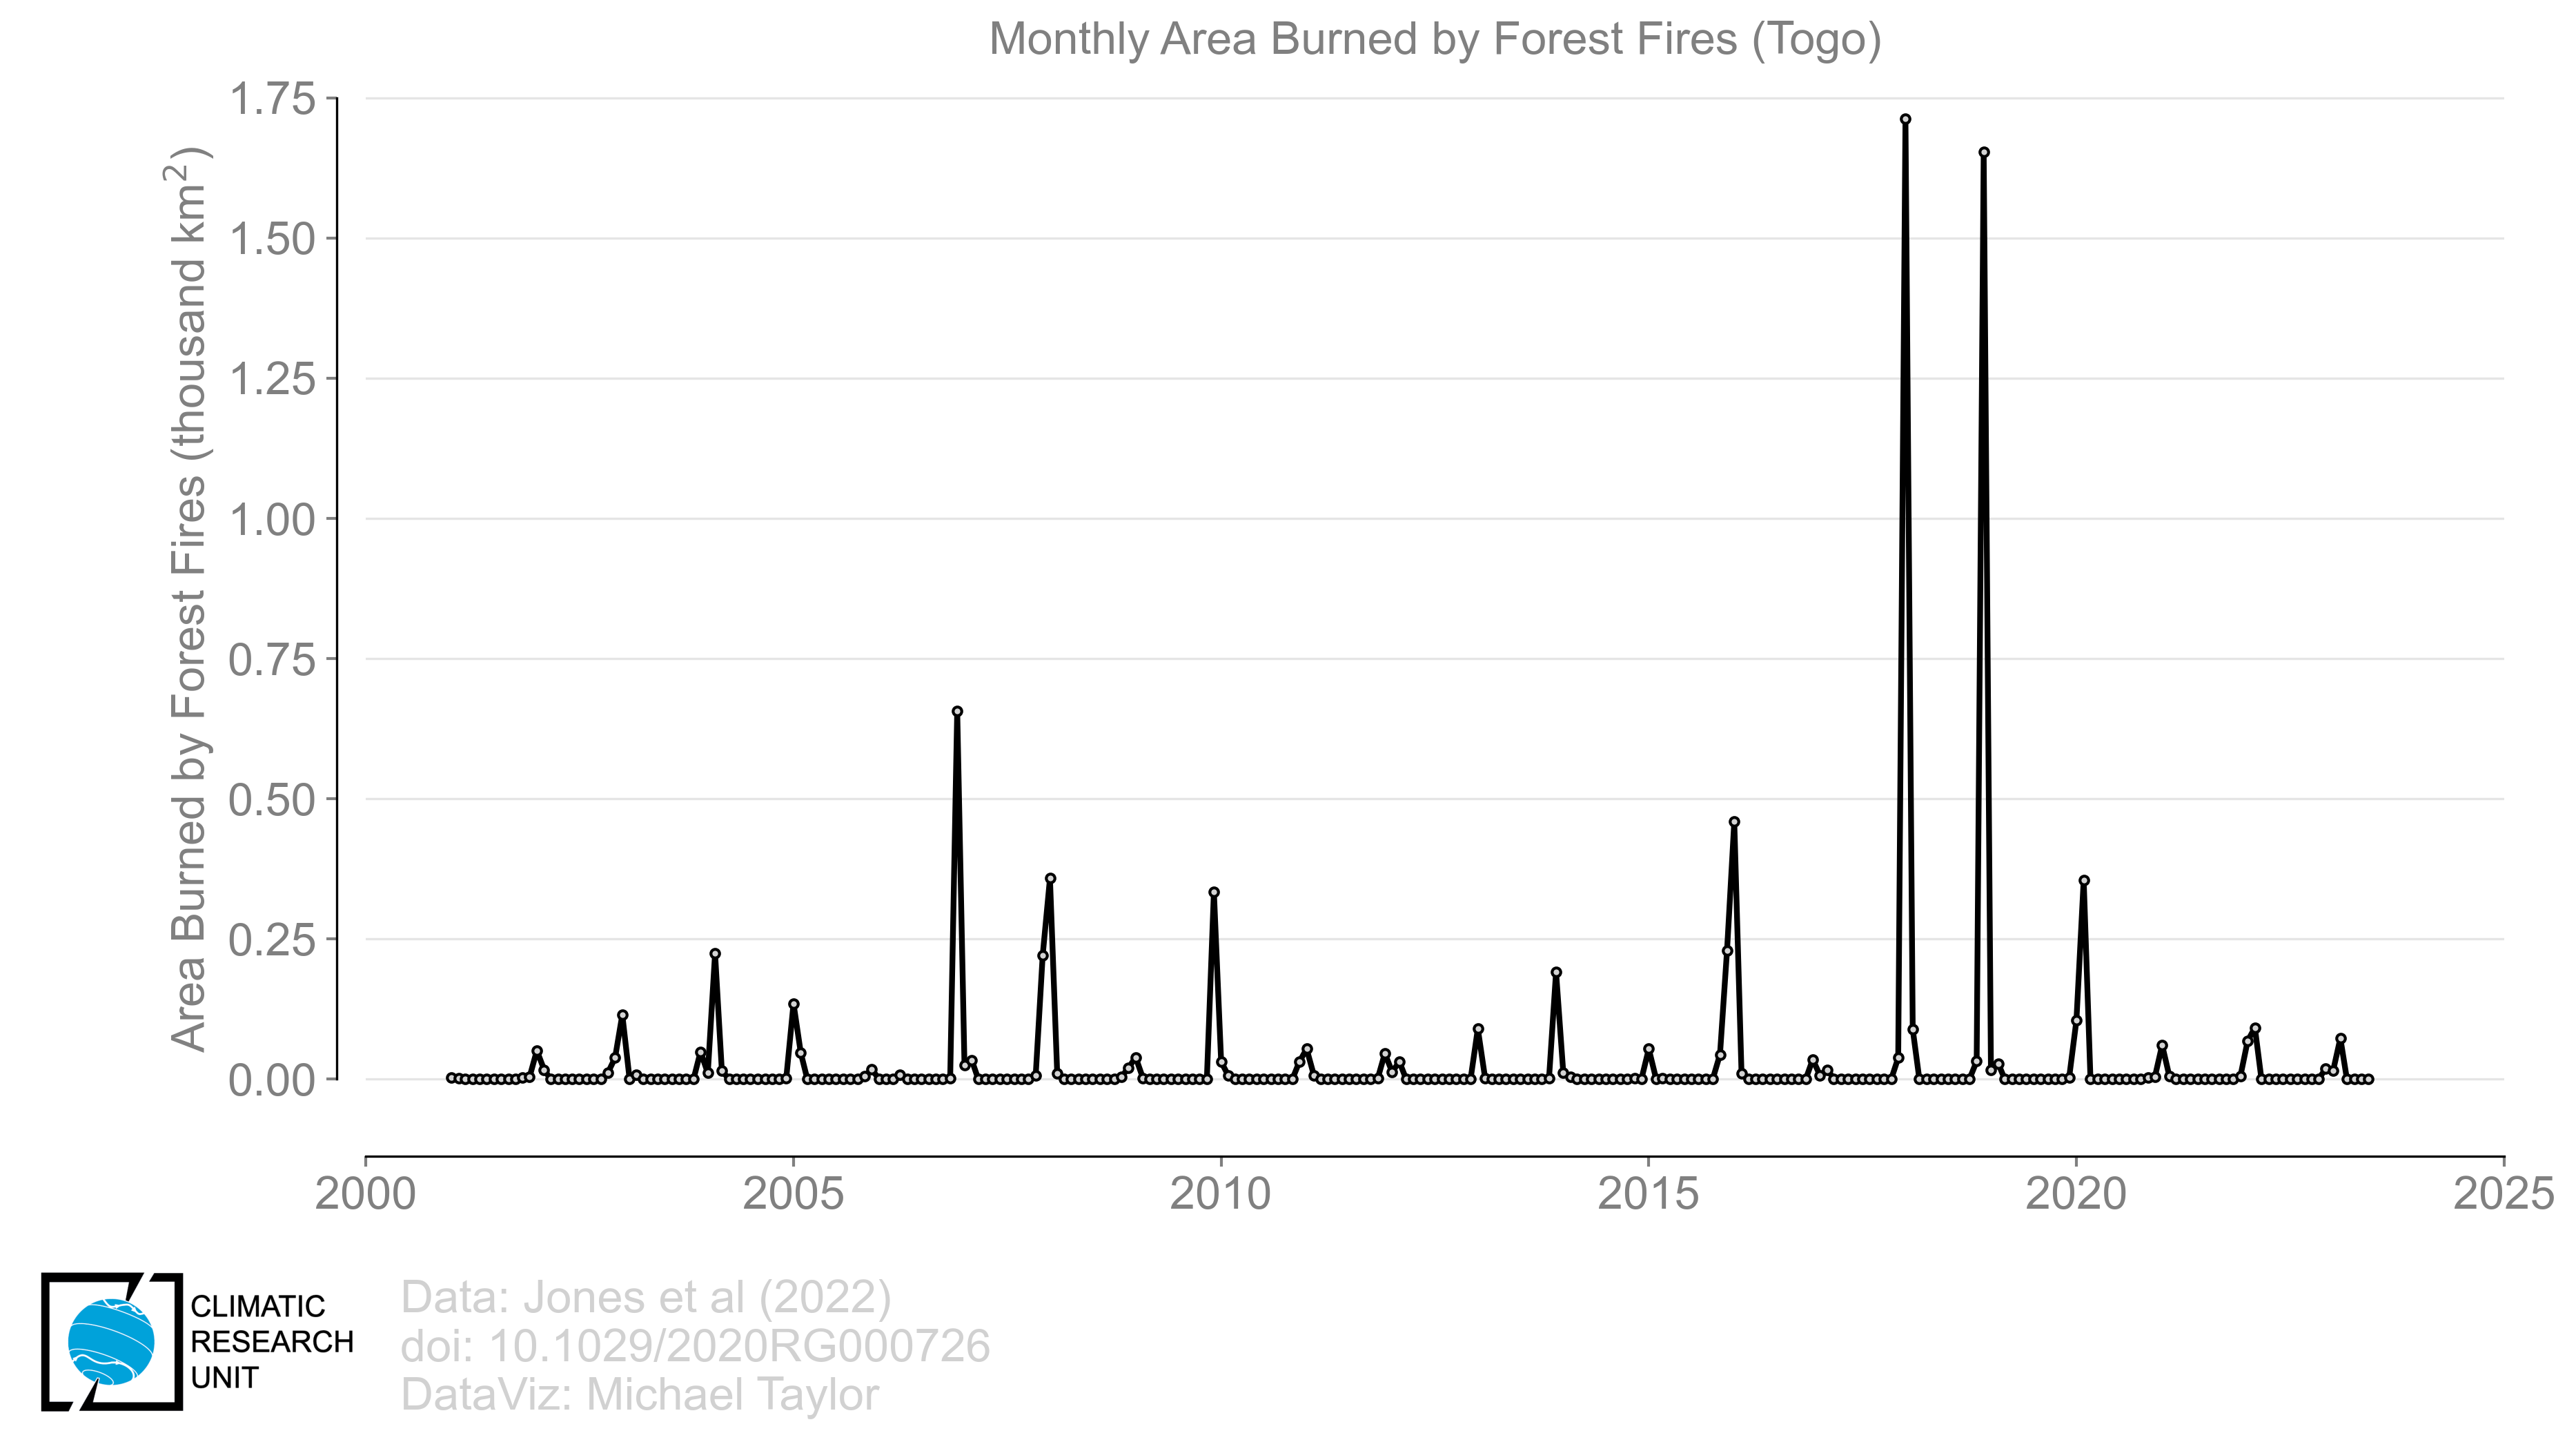 Monthly Area Burned by Forest Fires (Togo)
Area Burned by Forest Fires (thousand km²)
1.75
1.50
1.25
1.00
0.75
0.50
0.25
0.00
2000 2005 2010 2015 2020 2025
CLIMATIC
RESEARCH
UNIT
Data: Jones et al (2022)
doi: 10.1029/2020RG000726
DataViz: Michael Taylor